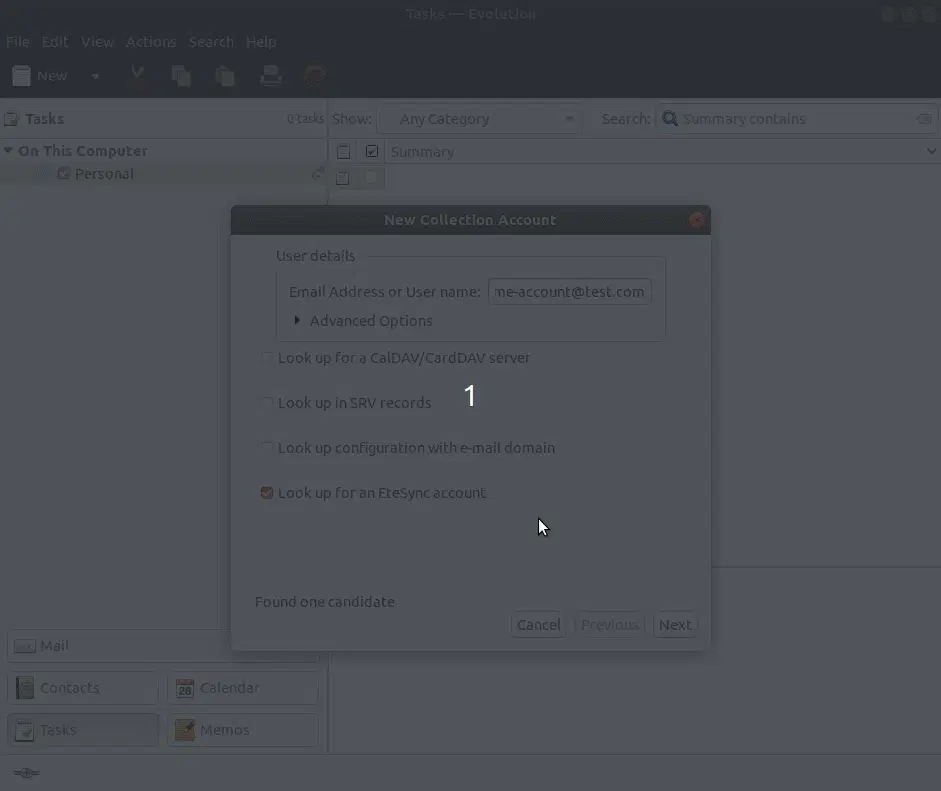 Tasks — Evolution
File Edit View Actions Search Help
New
Tasks 0 tasks Show: Any Category Search: Summary contains
On This Computer
Summary
Personal
New Collection Account
User details
Email Address or User name: me-account@test.com
Advanced Options
Look up for a CalDAV/CardDAV server
1
Look up in SRV records
Look up configuration with e-mail domain
Look up for an EteSync account
Found one candidate
Cancel Previous Next
Mail
Contacts 28 Calendar
Tasks Memos